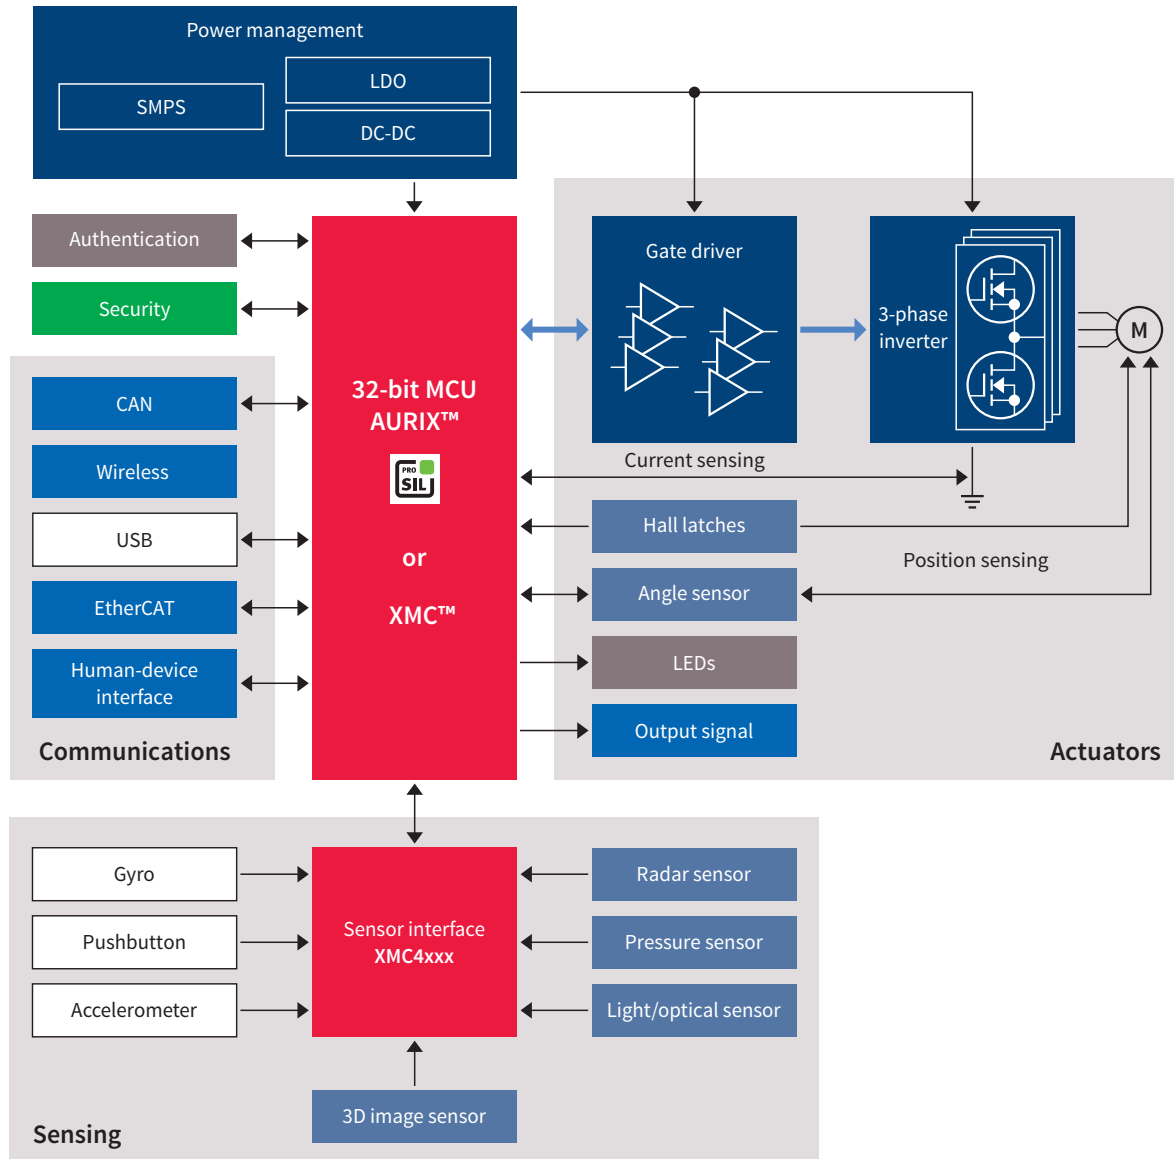 Power management
SMPS
LDO
DC-DC
Authentication
Security
CAN
Wireless
USB
EtherCAT
Human-device
interface
Communications
32-bit MCU
AURIX™
PRO
SIL
or
XMC™
Gate driver
3-phase
inverter
M
Current sensing
Hall latches
Position sensing
Angle sensor
LEDs
Output signal
Actuators
Gyro
Pushbutton
Accelerometer
Sensor interface
XMC4xxx
Radar sensor
Pressure sensor
Light/optical sensor
3D image sensor
Sensing